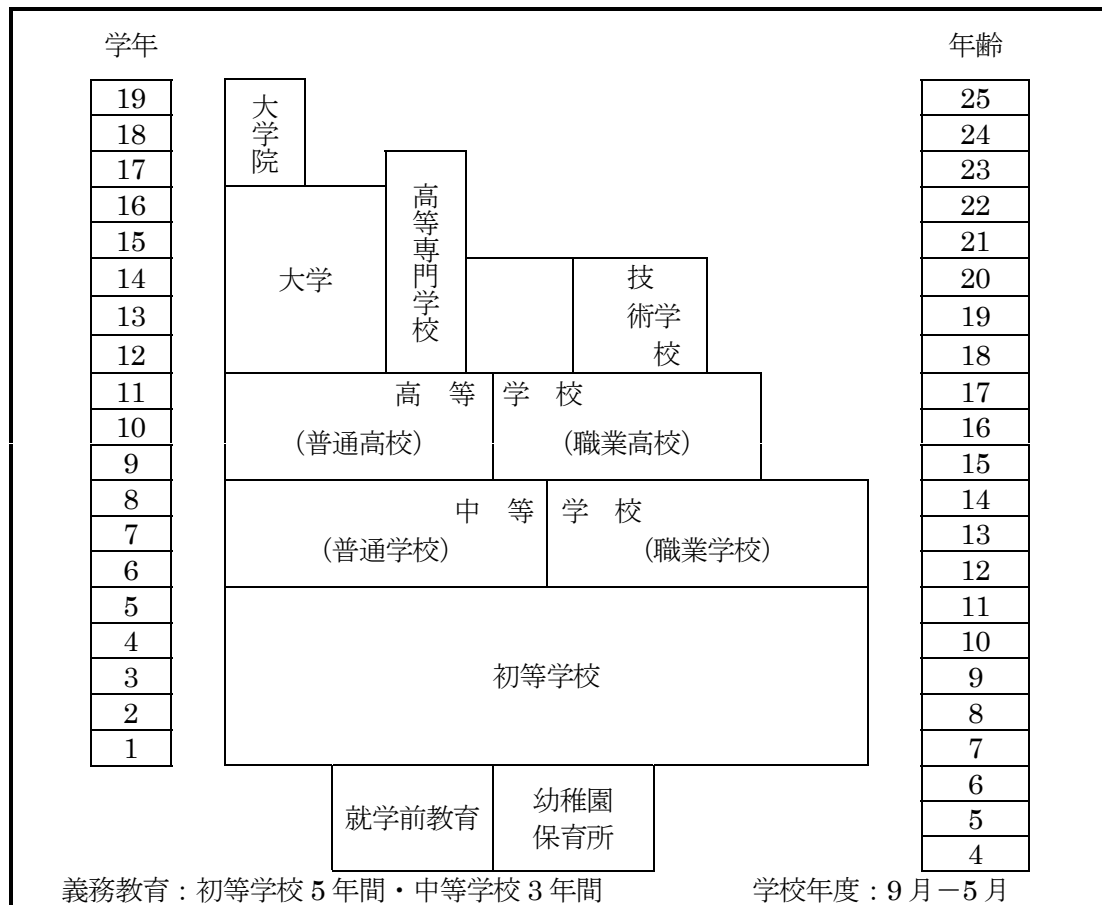 学年
年齢
19
18
17
16
15
14
13
12
11
10
9
8
7
6
5
4
3
2
1
大学院
大学
高等専門学校
技術学校
高 等 学 校
(普通高校)
(職業高校)
中 等 学 校
(普通学校)
(職業学校)
初等学校
就学前教育
幼稚園
保育所
25
24
23
22
21
20
19
18
17
16
15
14
13
12
11
10
9
8
7
6
5
4
義務教育：初等学校 5 年間・中等学校 3 年間
学校年度：9 月－5 月